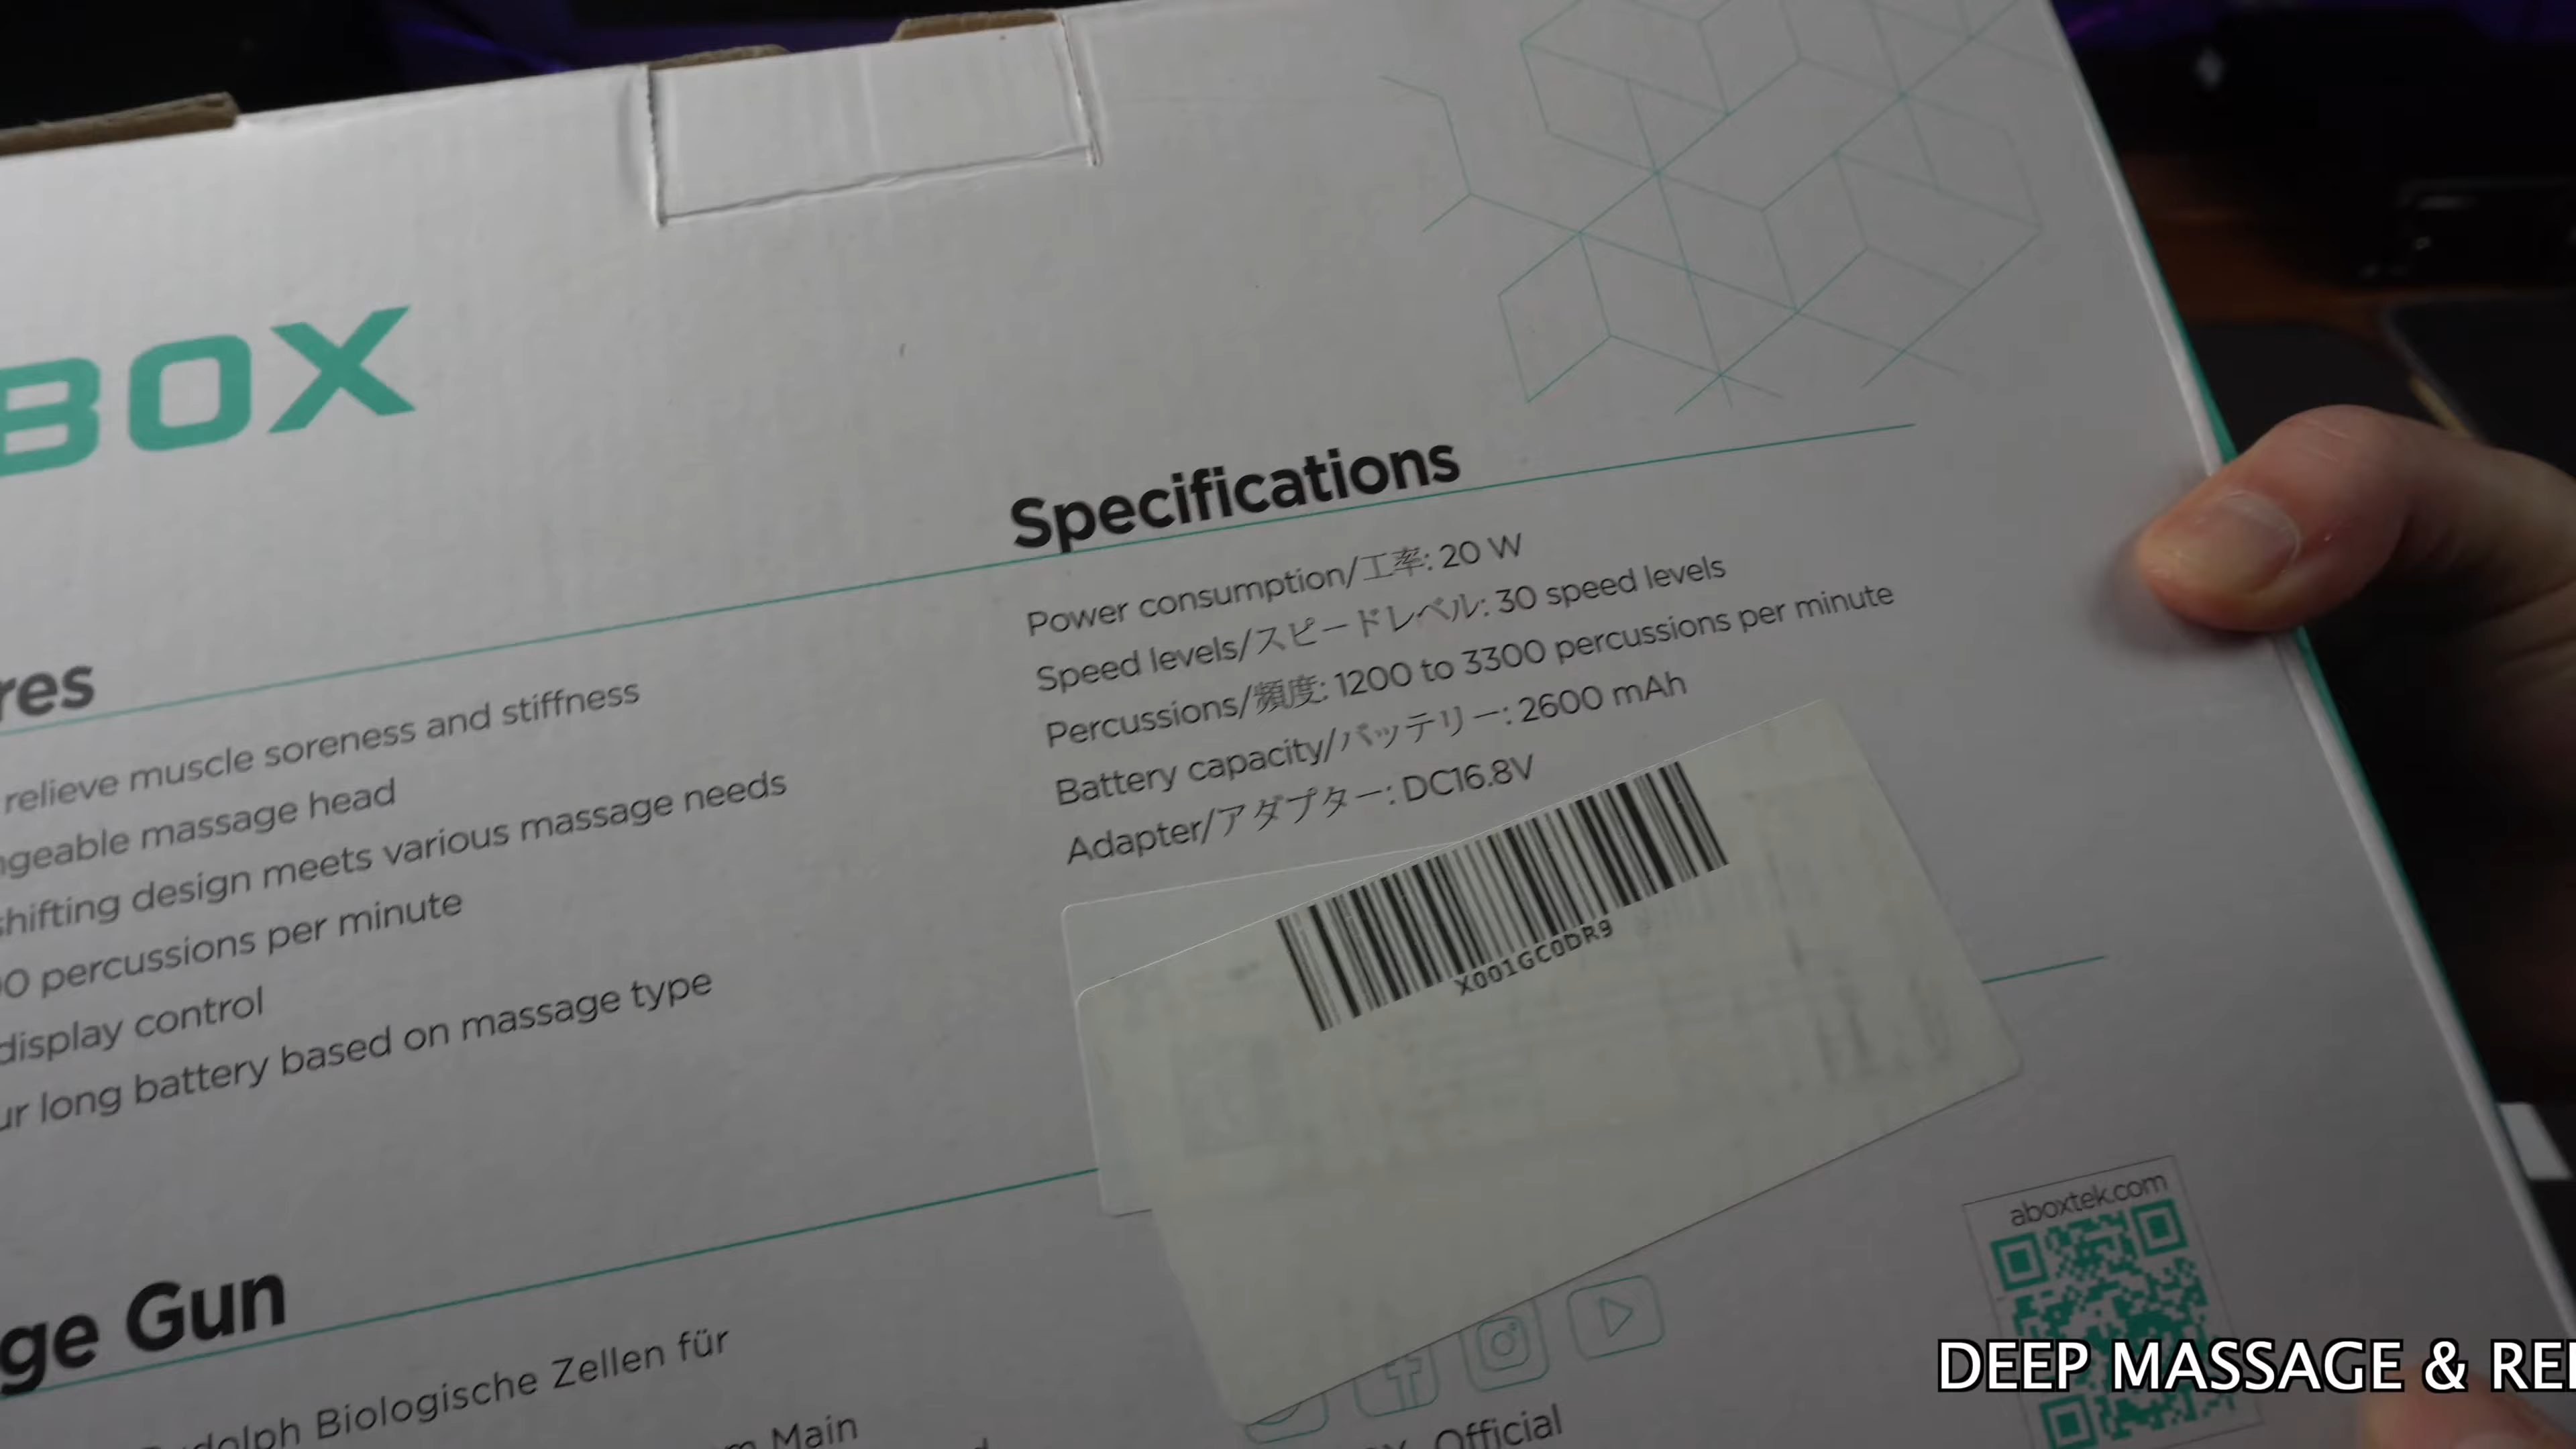 BOX
Specifications
Power consumption/工率: 20 W
Speed levels/スピードレベル: 30 speed levels
Percussions/頻度: 1200 to 3300 percussions per minute
Battery capacity/バッテリー: 2600 mAh
Adapter/アダプター: DC16.8V
X001GC0DR9
res
relieve muscle soreness and stiffness
ngeable massage head
shifting design meets various massage needs
00 percussions per minute
display control
ur long battery based on massage type
ge Gun
dolph Biologische Zellen für
Main
aboxtek.com
Official
DEEP MASSAGE & REL